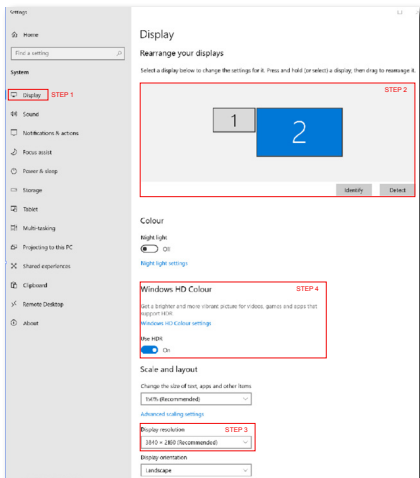 Settings
Home
Find a setting
System
Display
STEP 1
Sound
Notifications & actions
Focus assist
Power & sleep
Storage
Tablet
Multi-tasking
Projecting to this PC
Shared experiences
Clipboard
Remote Desktop
About
Display
Rearrange your displays
Select a display below to change the settings for it. Press and hold (or select) a display, then drag to rearrange it.
STEP 2
1
2
Identify
Detect
Colour
Night light
Off
Night light settings
Windows HD Colour
STEP 4
Get a brighter and more vibrant picture for videos, games and apps that
support HDR
Windows HD Colour settings
Use HDR
On
Scale and layout
Change the size of text, apps and other items
(Recommended)
Advanced scaling settings
Display resolution
STEP 3
3840 × 2160 (Recommended)
Display orientation
Landscape